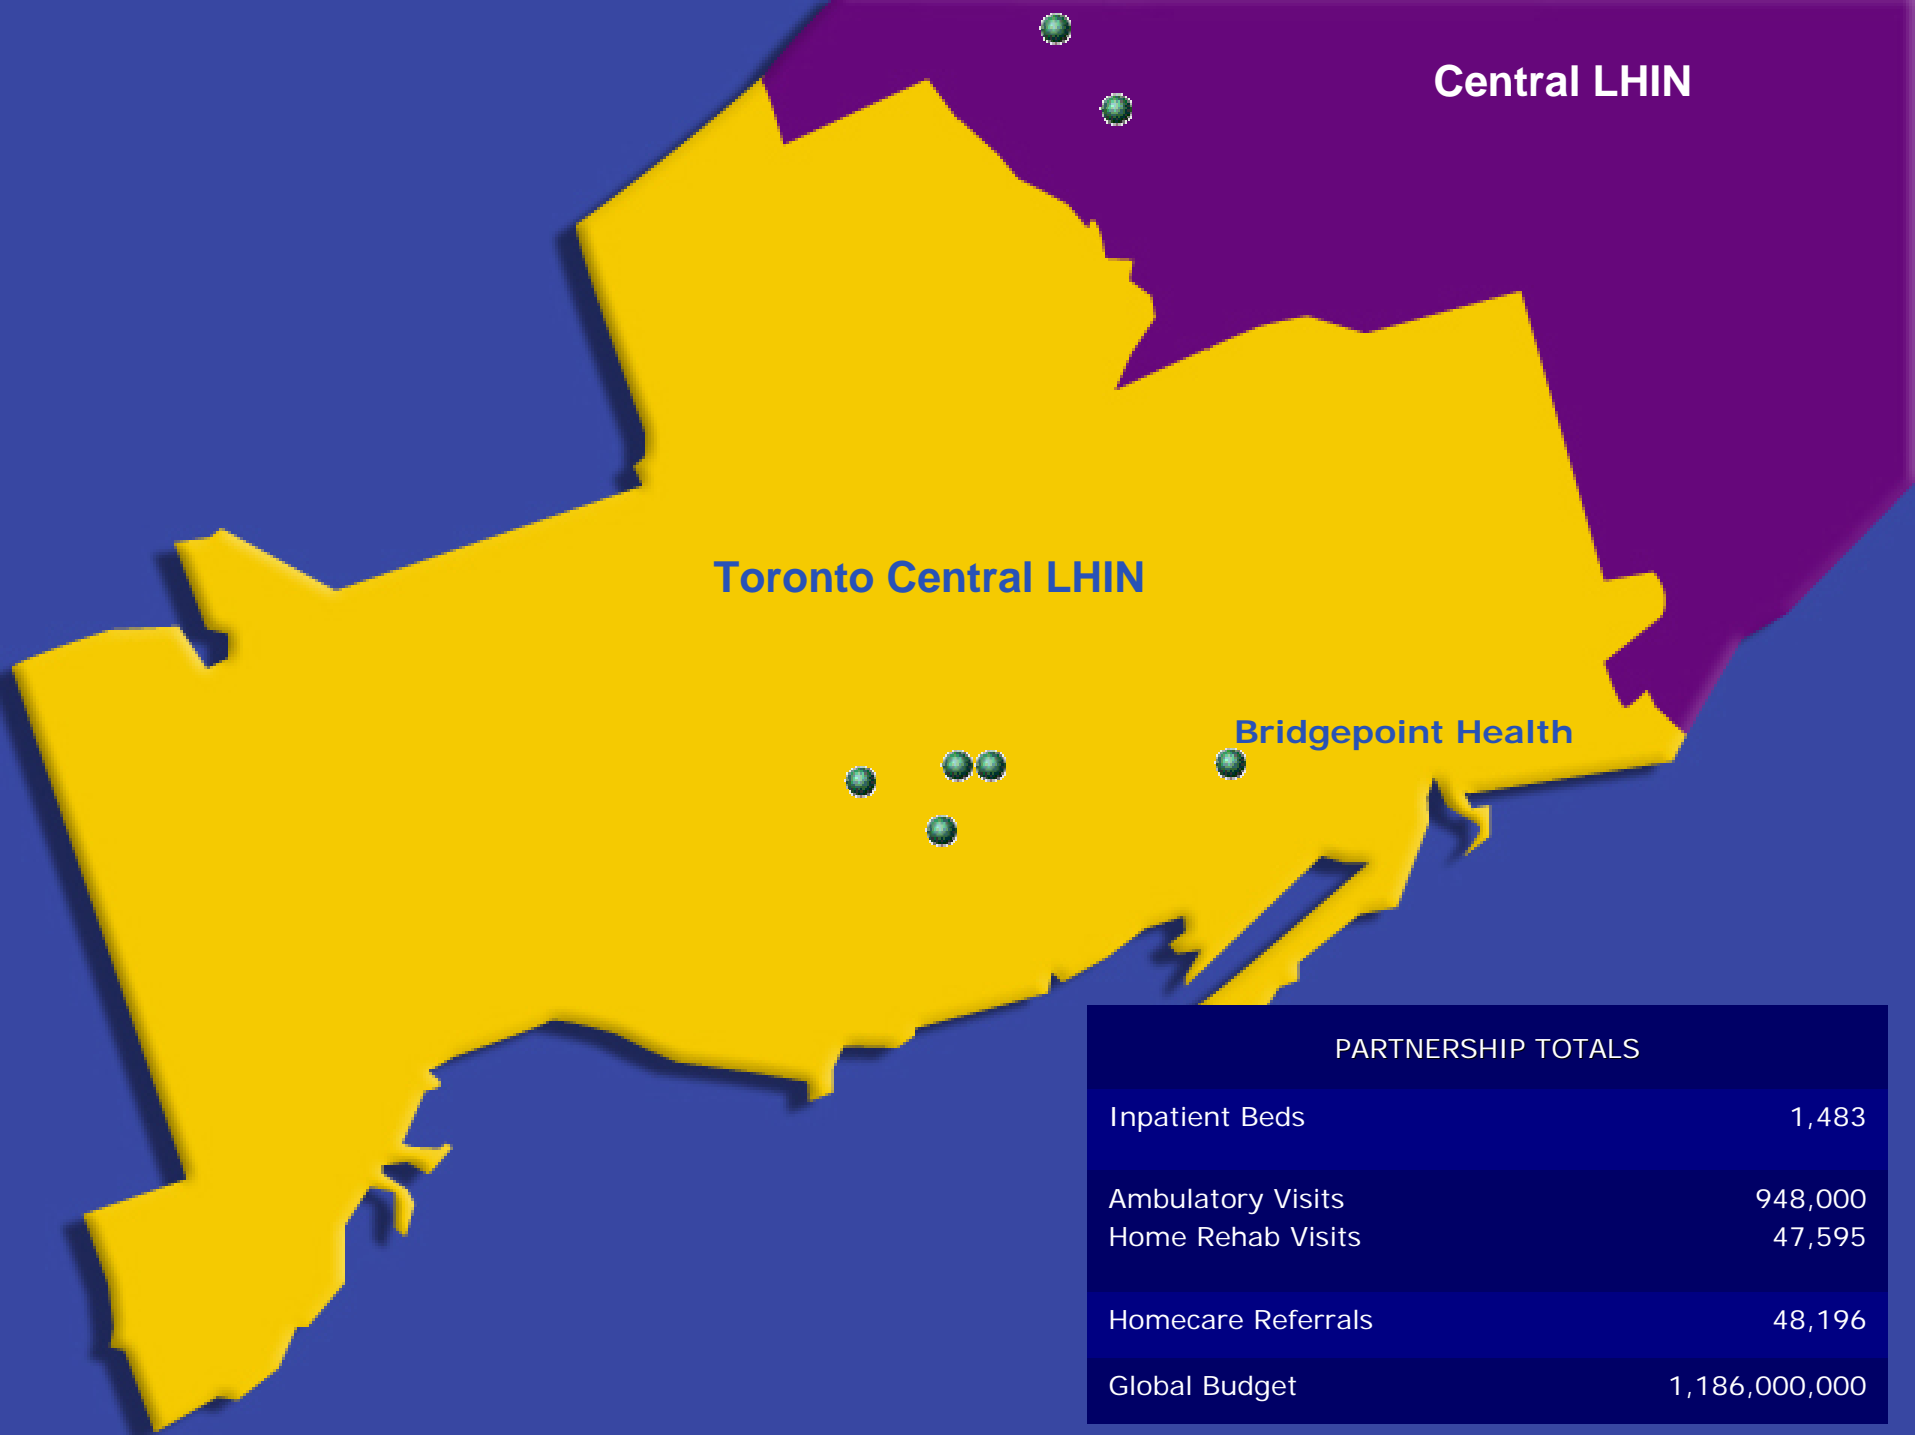 Central LHIN
Toronto Central LHIN
Bridgepoint Health
PARTNERSHIP TOTALS
Inpatient Beds 1,483
Ambulatory Visits 948,000
Home Rehab Visits 47,595
Homecare Referrals 48,196
Global Budget 1,186,000,000